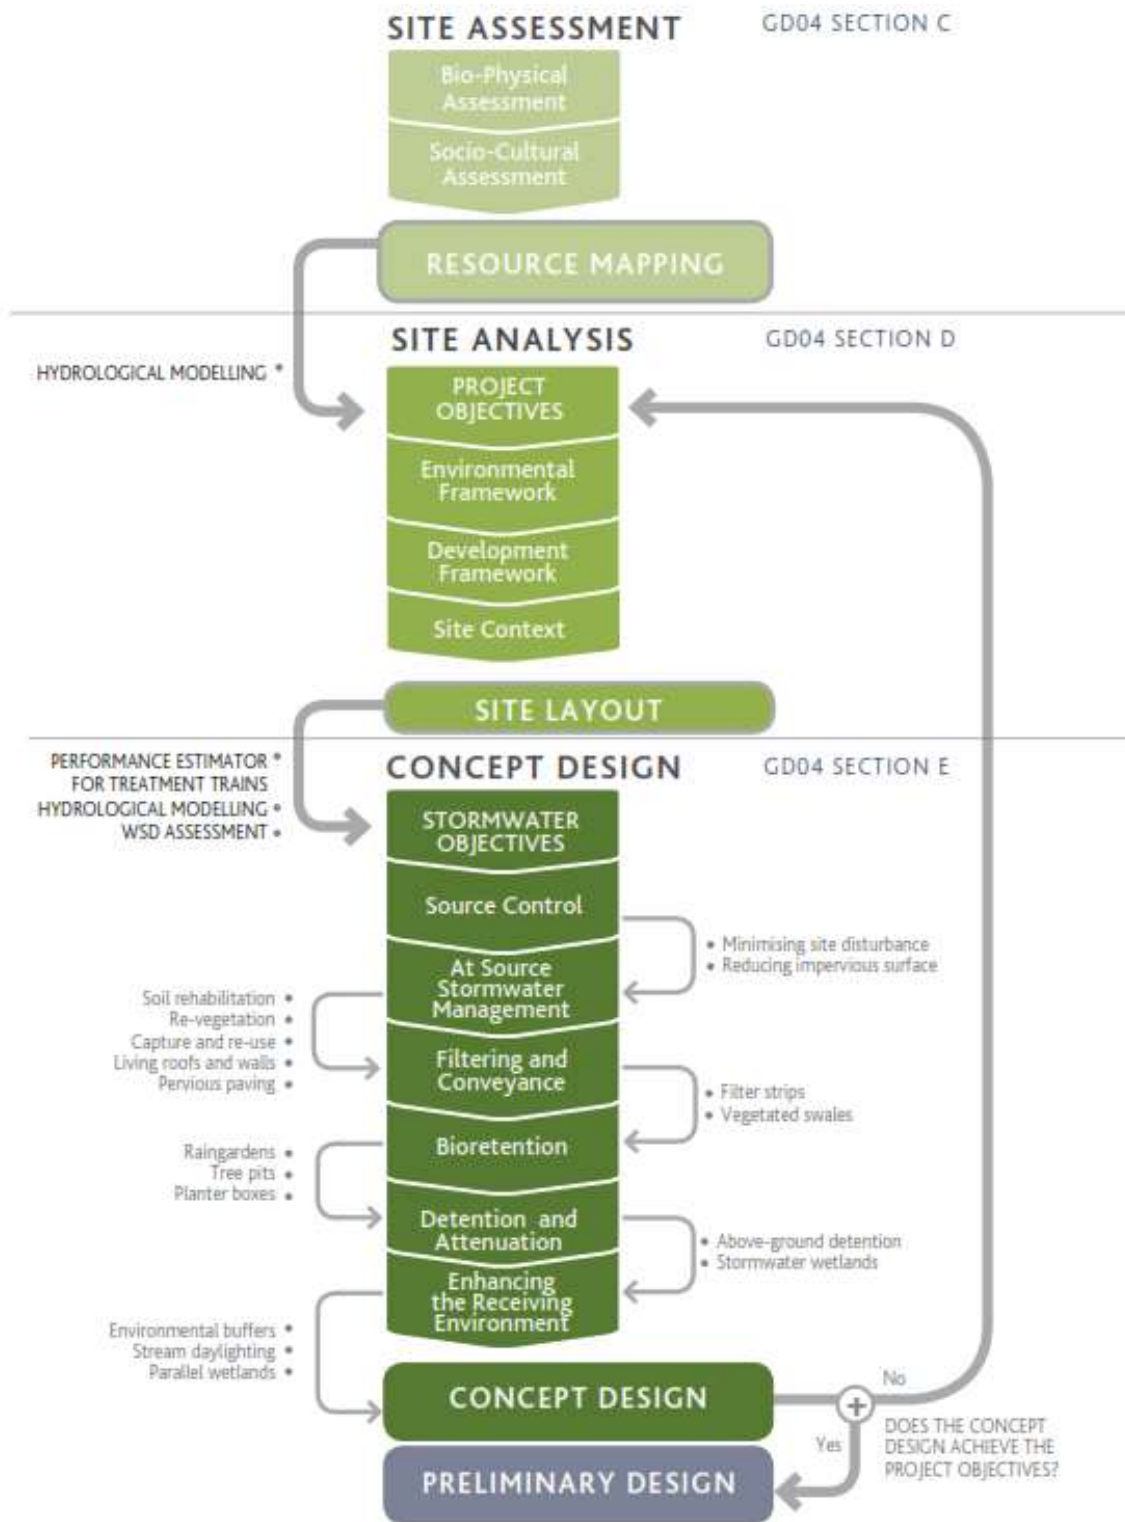 SITE ASSESSMENT
GD04 SECTION C
Bio-Physical
Assessment
Socio-Cultural
Assessment
RESOURCE MAPPING
SITE ANALYSIS
GD04 SECTION D
HYDROLOGICAL MODELLING •
PROJECT
OBJECTIVES
Environmental
Framework
Development
Framework
Site Context
SITE LAYOUT
PERFORMANCE ESTIMATOR •
FOR TREATMENT TRAINS
HYDROLOGICAL MODELLING •
WSD ASSESSMENT •
CONCEPT DESIGN
GD04 SECTION E
STORMWATER
OBJECTIVES
Source Control
• Minimising site disturbance
• Reducing impervious surface
At Source
Stormwater
Management
Soil rehabilitation •
Re-vegetation •
Capture and re-use •
Living roofs and walls •
Pervious paving •
Filtering and
Conveyance
• Filter strips
• Vegetated swales
Bioretention
Raingardens •
Tree pits •
Planter boxes •
Detention and
Attenuation
• Above-ground detention
• Stormwater wetlands
Enhancing
the Receiving
Environment
Environmental buffers •
Stream daylighting •
Parallel wetlands •
CONCEPT DESIGN
No
+
Yes
DOES THE CONCEPT
DESIGN ACHIEVE THE
PROJECT OBJECTIVES?
PRELIMINARY DESIGN